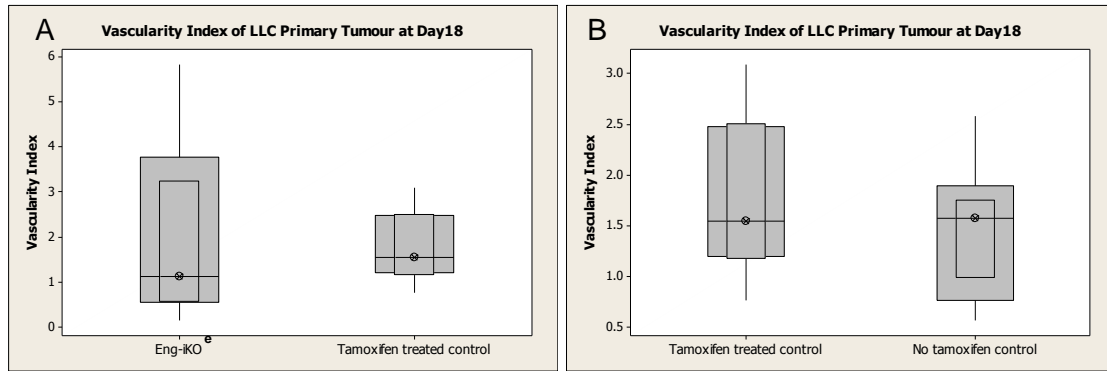 A
Vascularity Index of LLC Primary Tumour at Day18
Vascularity Index
6
5
4
3
2
1
0
Eng-iKO e
Tamoxifen treated control
B
Vascularity Index of LLC Primary Tumour at Day18
Vascularity Index
3.0
2.5
2.0
1.5
1.0
0.5
Tamoxifen treated control
No tamoxifen control